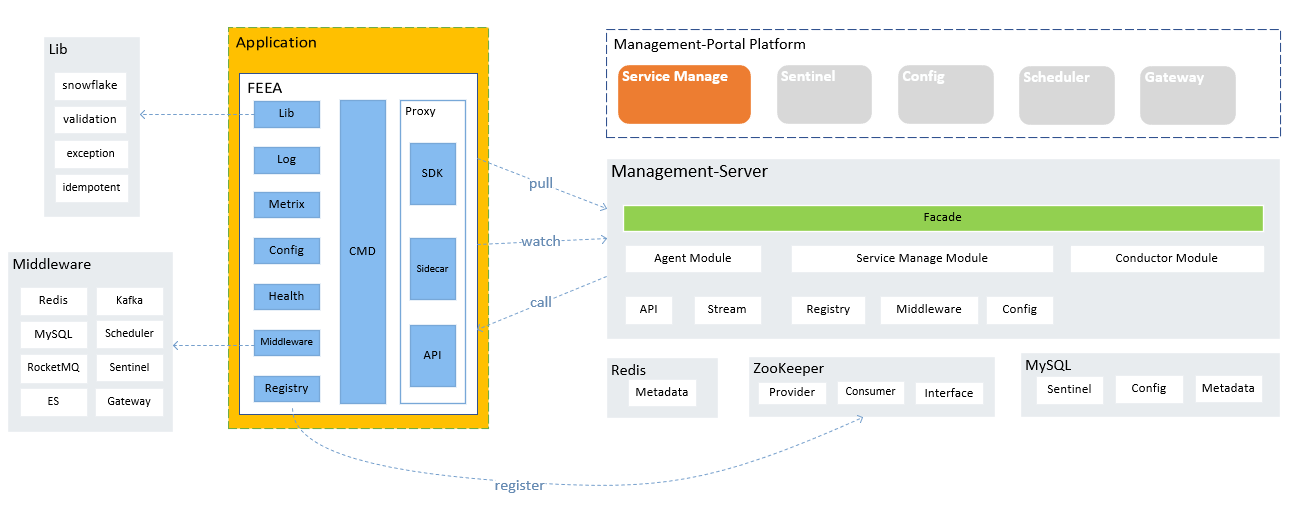 Lib
snowflake
validation
exception
idempotent
Middleware
Redis
Kafka
MySQL
Scheduler
RocketMQ
Sentinel
ES
Gateway
Application
FEEA
Lib
Log
Metrix
Config
Health
Middleware
Registry
CMD
Proxy
SDK
Sidecar
API
pull
watch
call
register
Management-Portal Platform
Service Manage
Sentinel
Config
Scheduler
Gateway
Management-Server
Facade
Agent Module
Service Manage Module
Conductor Module
API
Stream
Registry
Middleware
Config
Redis
Metadata
ZooKeeper
Provider
Consumer
Interface
MySQL
Sentinel
Config
Metadata